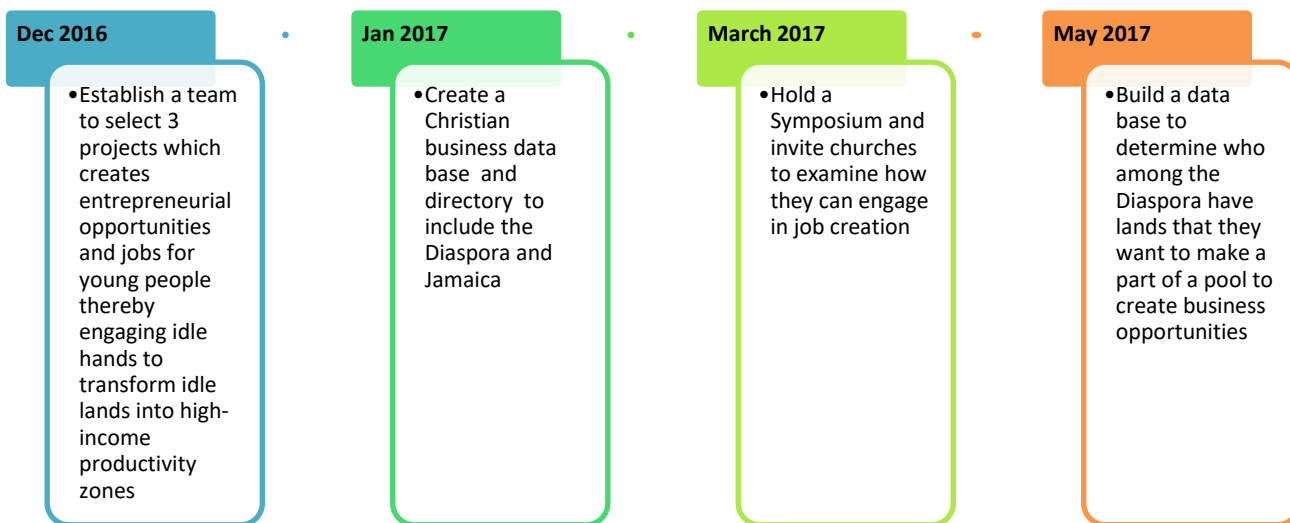 Dec 2016
•Establish a team
to select 3
projects which
creates
entrepreneurial
opportunities
and jobs for
young people
thereby
engaging idle
hands to
transform idle
lands into high-
income
productivity
zones
Jan 2017
•Create a
Christian
business data
base and
directory to
include the
Diaspora and
Jamaica
March 2017
•Hold a
Symposium and
invite churches
to examine how
they can engage
in job creation
May 2017
•Build a data
base to
determine who
among the
Diaspora have
lands that they
want to make a
part of a pool to
create business
opportunities